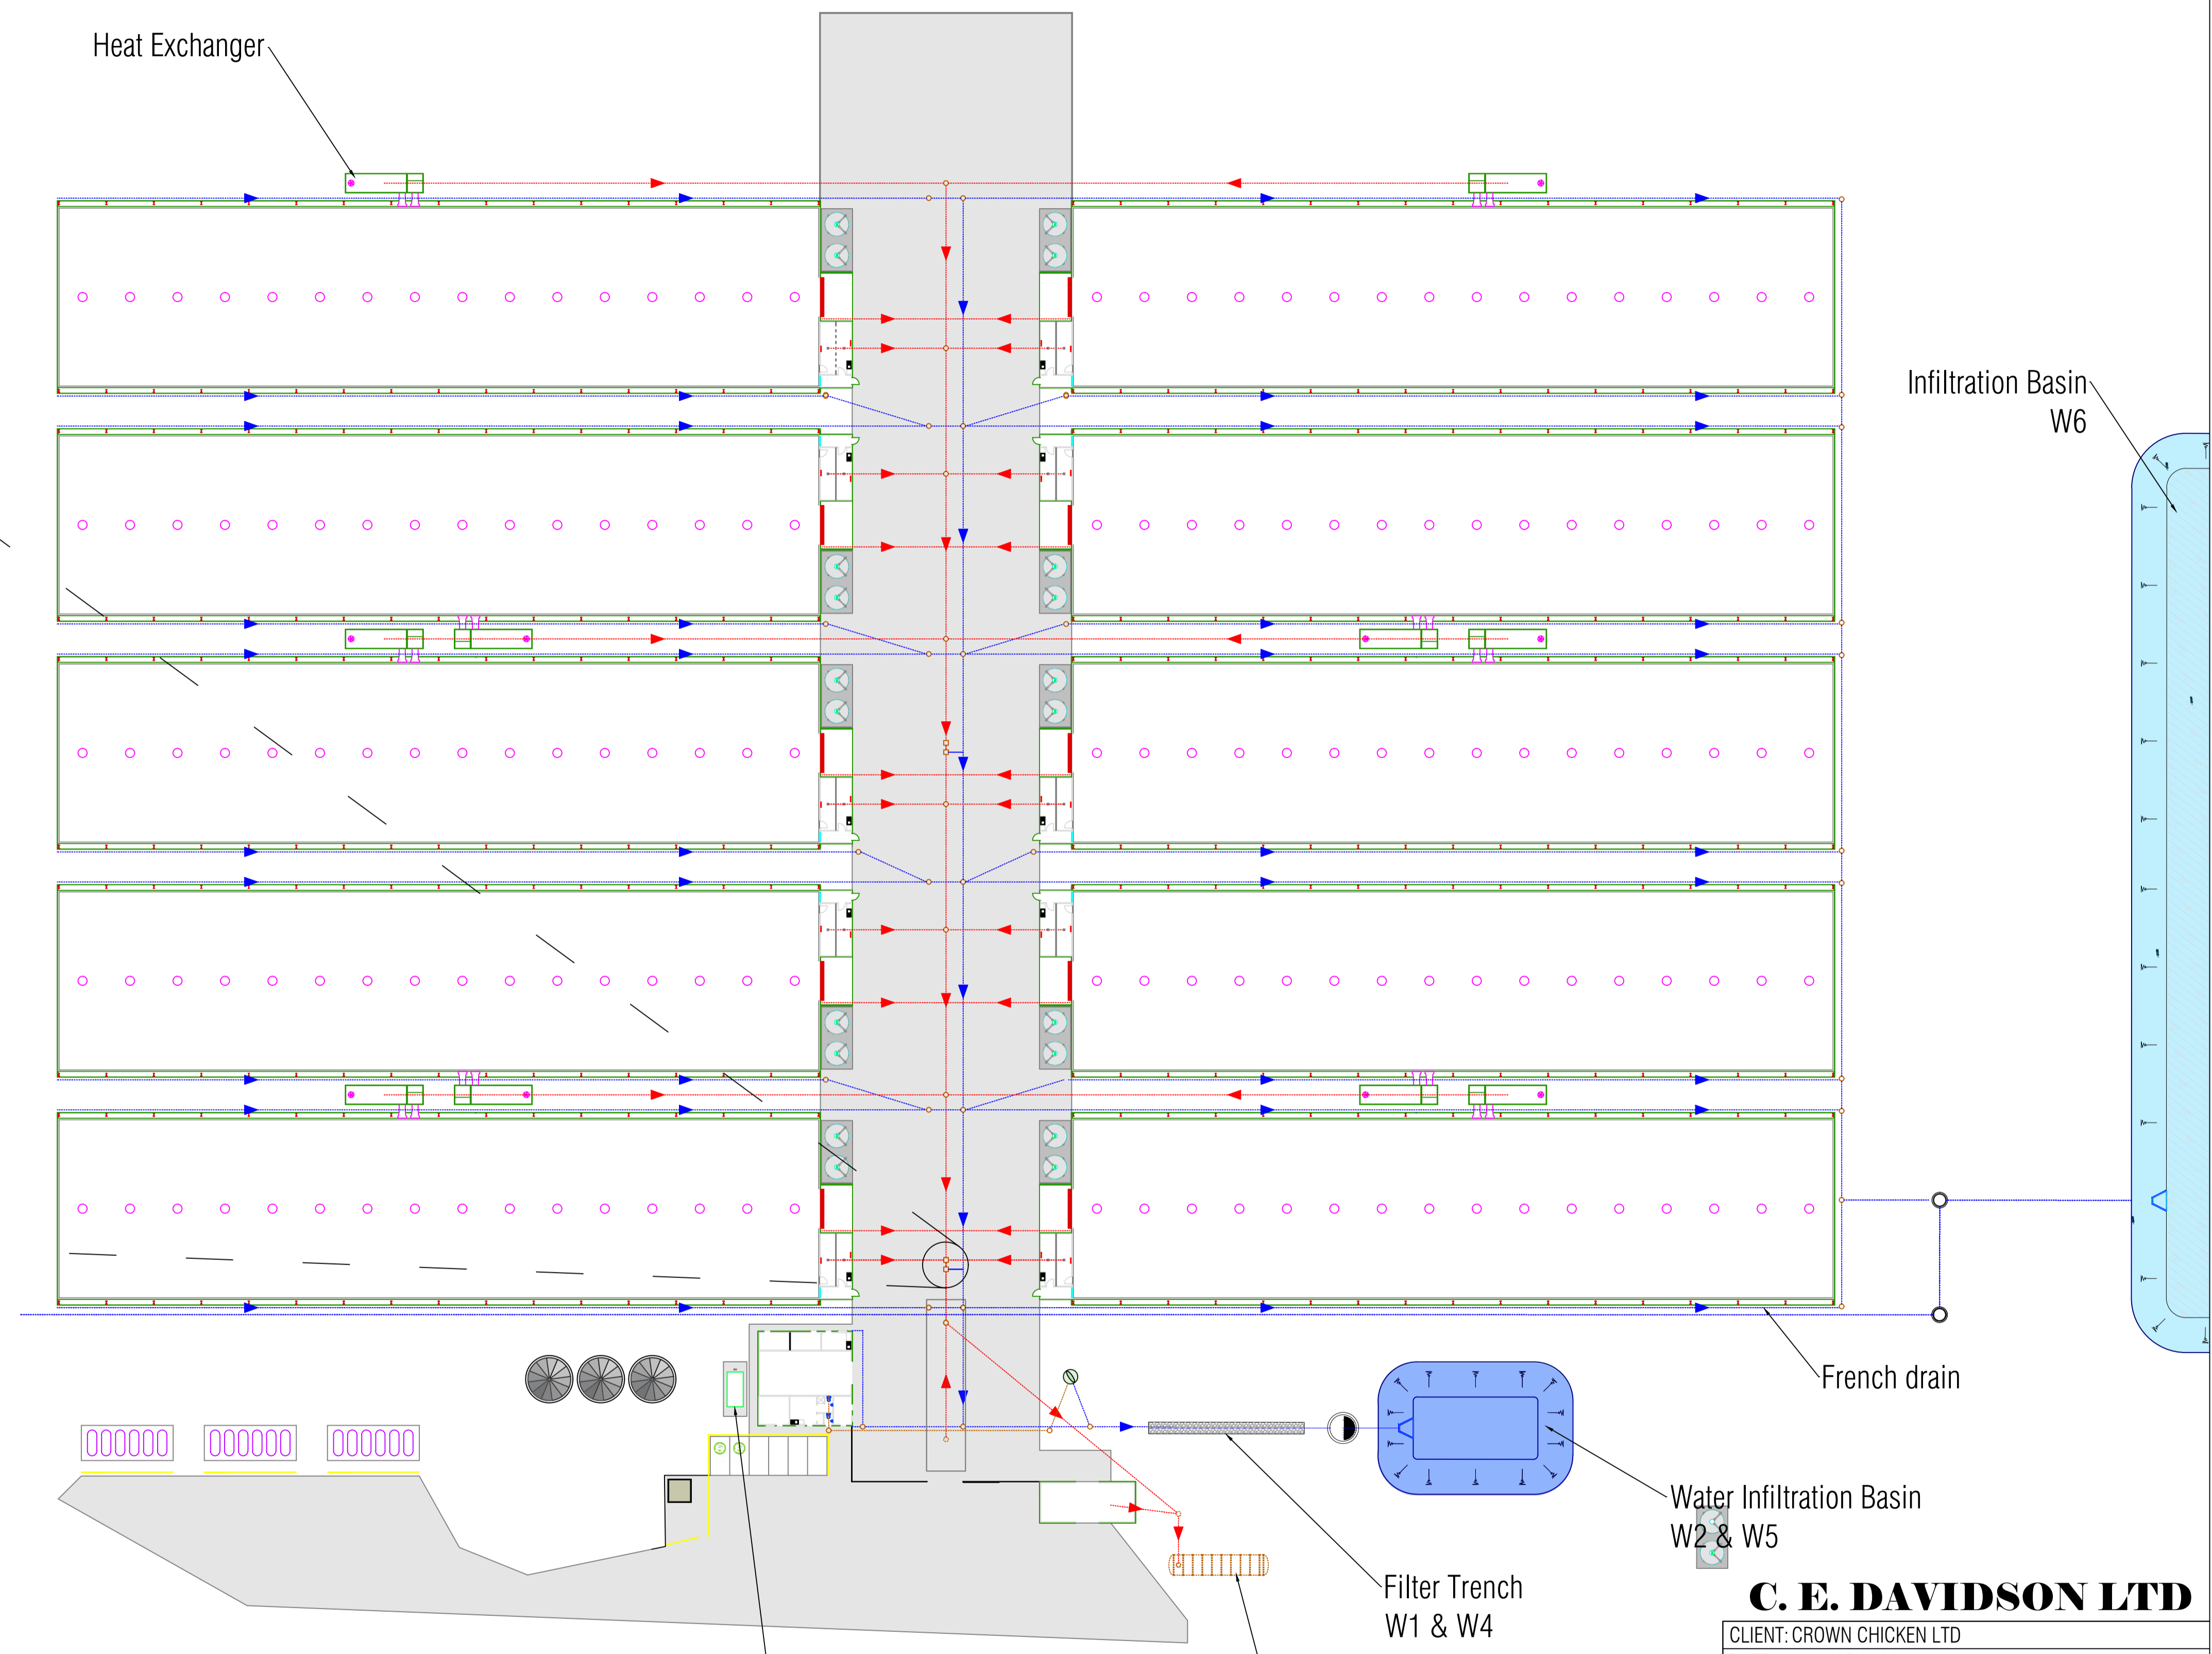 Heat Exchanger
Infiltration Basin
W6
French drain
Water Infiltration Basin
W2 & W5
Filter Trench
W1 & W4
C. E. DAVIDSON LTD
CLIENT: CROWN CHICKEN LTD